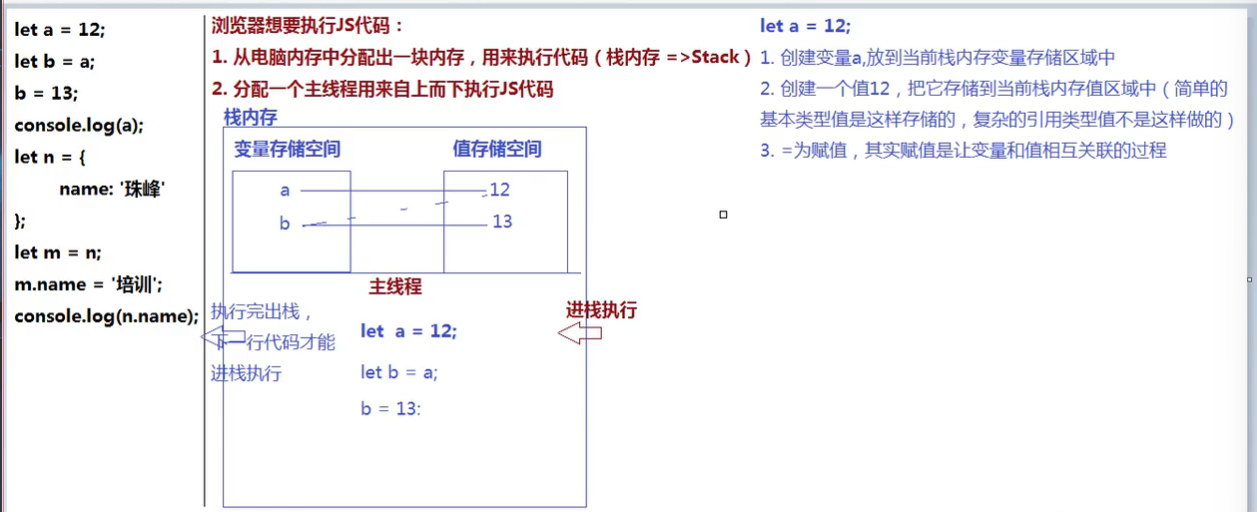 let a = 12;
let b = a;
b = 13;
console.log(a);
let n = {
name: '珠峰'
};
let m = n;
m.name = '培训';
console.log(n.name);
浏览器想要执行JS代码：
1. 从电脑内存中分配出一块内存，用来执行代码（栈内存 =>Stack）
2. 分配一个主线程用来自上而下执行JS代码
栈内存
变量存储空间
值存储空间
a
12
b
13
主线程
执行完出栈，
下一行代码才能
进栈执行
进栈执行
let a = 12;
let b = a;
b = 13:
let a = 12;
1. 创建变量a,放到当前栈内存变量存储区域中
2. 创建一个值12，把它存储到当前栈内存值区域中（简单的
基本类型值是这样存储的，复杂的引用类型值不是这样做的）
3. =为赋值，其实赋值是让变量和值相互关联的过程